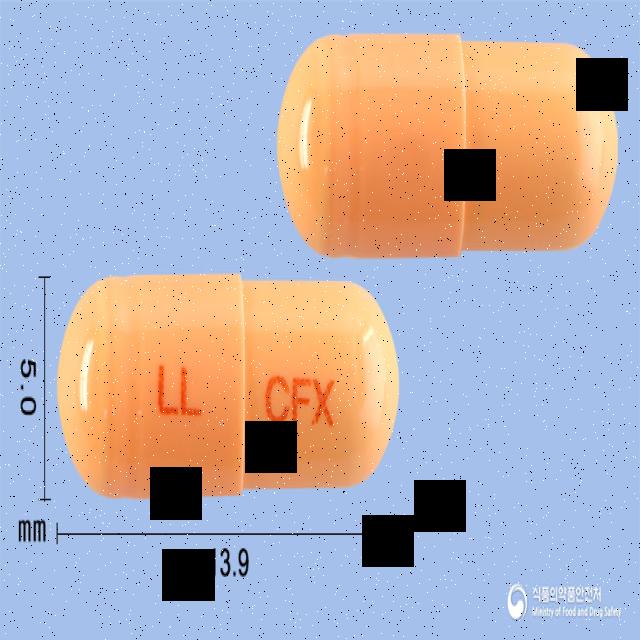 LL CFX
5.0
mm
3.9
식품의약품안전처
Ministry of Food and Drug Safety